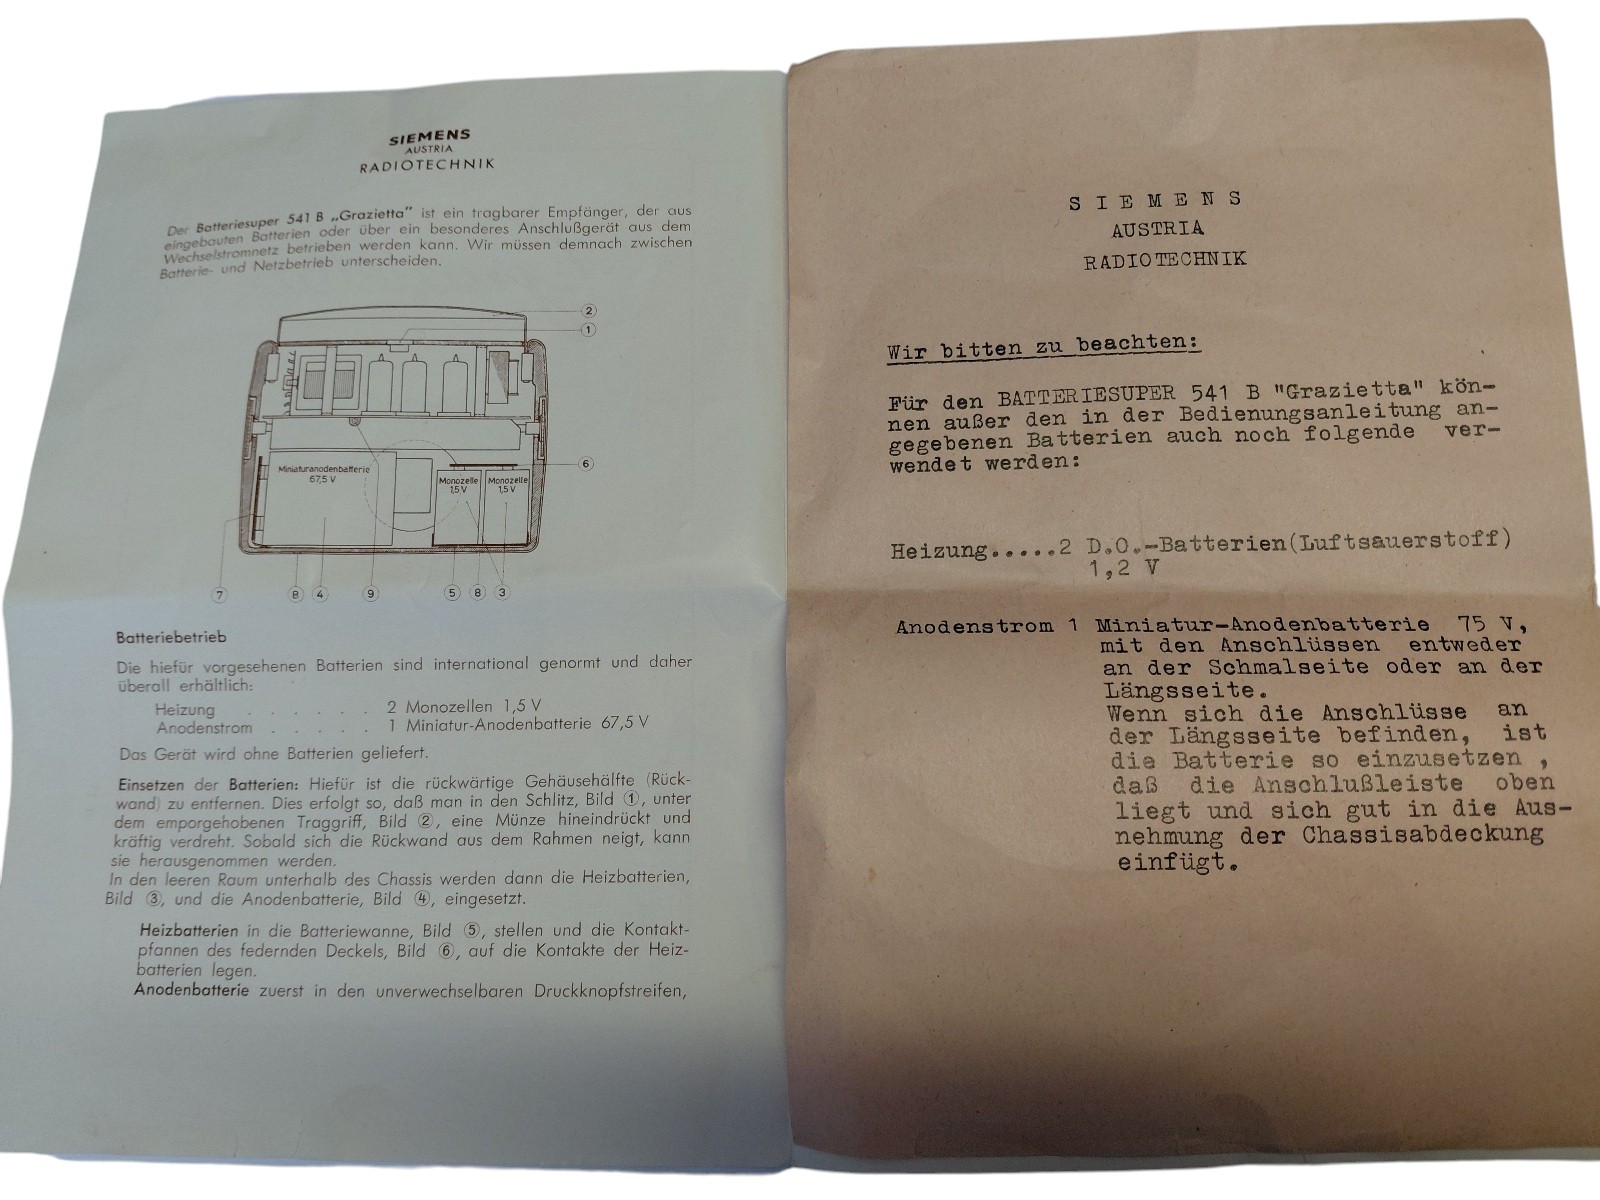 SIEMENS
AUSTRIA
RADIOTECHNIK
Der Batteriesuper 541 B „Grazietta" ist ein tragbarer Empfänger, der aus
eingebauten Batterien oder über ein besonderes Anschlußgerät aus dem
Wechselstromnetz betrieben werden kann. Wir müssen demnach zwischen
Batterie- und Netzbetrieb unterscheiden.
2
1
6
Miniaturanodenbatterie
67,5 V
Monozelle
1,5 V
Monozelle
1,5 V
7
8
4
9
5
8
3
Batteriebetrieb
Die hiefür vorgesehenen Batterien sind international genormt und daher
überall erhältlich:
Heizung . . . . . . 2 Monozellen 1,5 V
Anodenstrom . . . . . 1 Miniatur-Anodenbatterie 67,5 V
Das Gerät wird ohne Batterien geliefert.
Einsetzen der Batterien: Hiefür ist die rückwärtige Gehäusehälfte (Rück-
wand) zu entfernen. Dies erfolgt so, daß man in den Schlitz, Bild ①, unter
dem emporgehobenen Traggriff, Bild ②, eine Münze hineindrückt und
kräftig verdreht. Sobald sich die Rückwand aus dem Rahmen neigt, kann
sie herausgenommen werden.
In den leeren Raum unterhalb des Chassis werden dann die Heizbatterien,
Bild ③, und die Anodenbatterie, Bild ④, eingesetzt.
Heizbatterien in die Batteriewanne, Bild ⑤, stellen und die Kontakt-
pfannen des federnden Deckels, Bild ⑥, auf die Kontakte der Heiz-
batterien legen.
Anodenbatterie zuerst in den unverwechselbaren Druckknopfstreifen,
S I E M E N S
AUSTRIA
RADIOTECHNIK
Wir bitten zu beachten:
Für den BATTERIESUPER 541 B "Grazietta" kön-
nen außer den in der Bedienungsanleitung an-
gegebenen Batterien auch noch folgende ver-
wendet werden:
Heizung.....2 D.O.-Batterien(Luftsauerstoff)
1,2 V
Anodenstrom 1 Miniatur-Anodenbatterie 75 V,
mit den Anschlüssen entweder
an der Schmalseite oder an der
Längsseite.
Wenn sich die Anschlüsse an
der Längsseite befinden, ist
die Batterie so einzusetzen ,
daß die Anschlußleiste oben
liegt und sich gut in die Aus-
nehmung der Chassisabdeckung
einfügt.